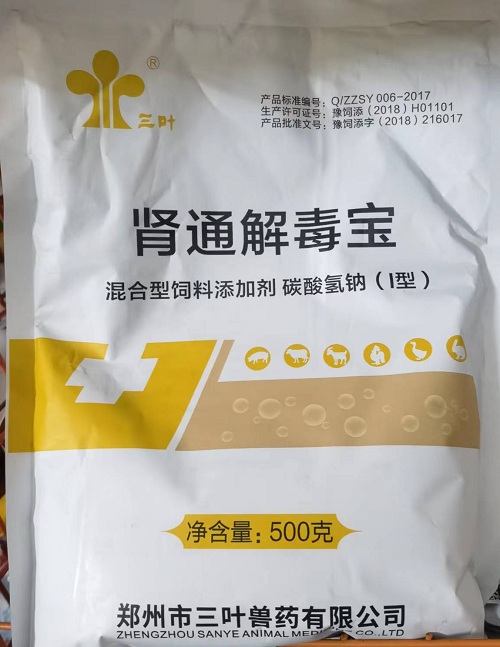 ®
三叶
产品标准编号：Q/ZZSY 006-2017
生产许可证号：豫饲添（2018）H01101
产品批准文号：豫饲添字（2018）216017
肾通解毒宝
混合型饲料添加剂 碳酸氢钠（I型）
净含量：500克
郑州市三叶兽药有限公司
ZHENGZHOU SANYE ANIMAL CO.,LTD